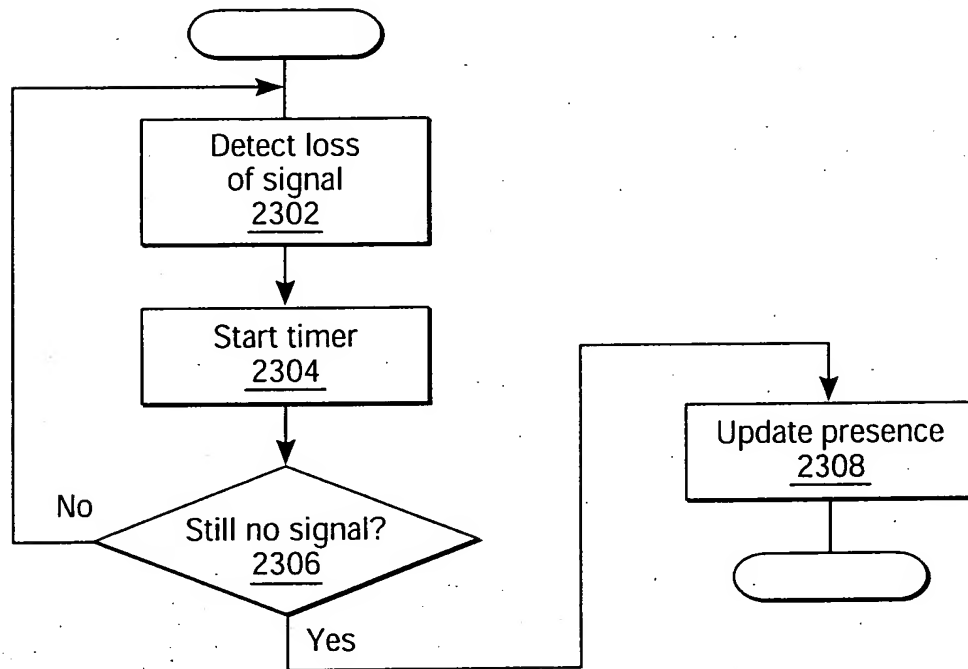 Detect loss
of signal
2302
Start timer
2304
No
Still no signal?
2306
Yes
Update presence
2308